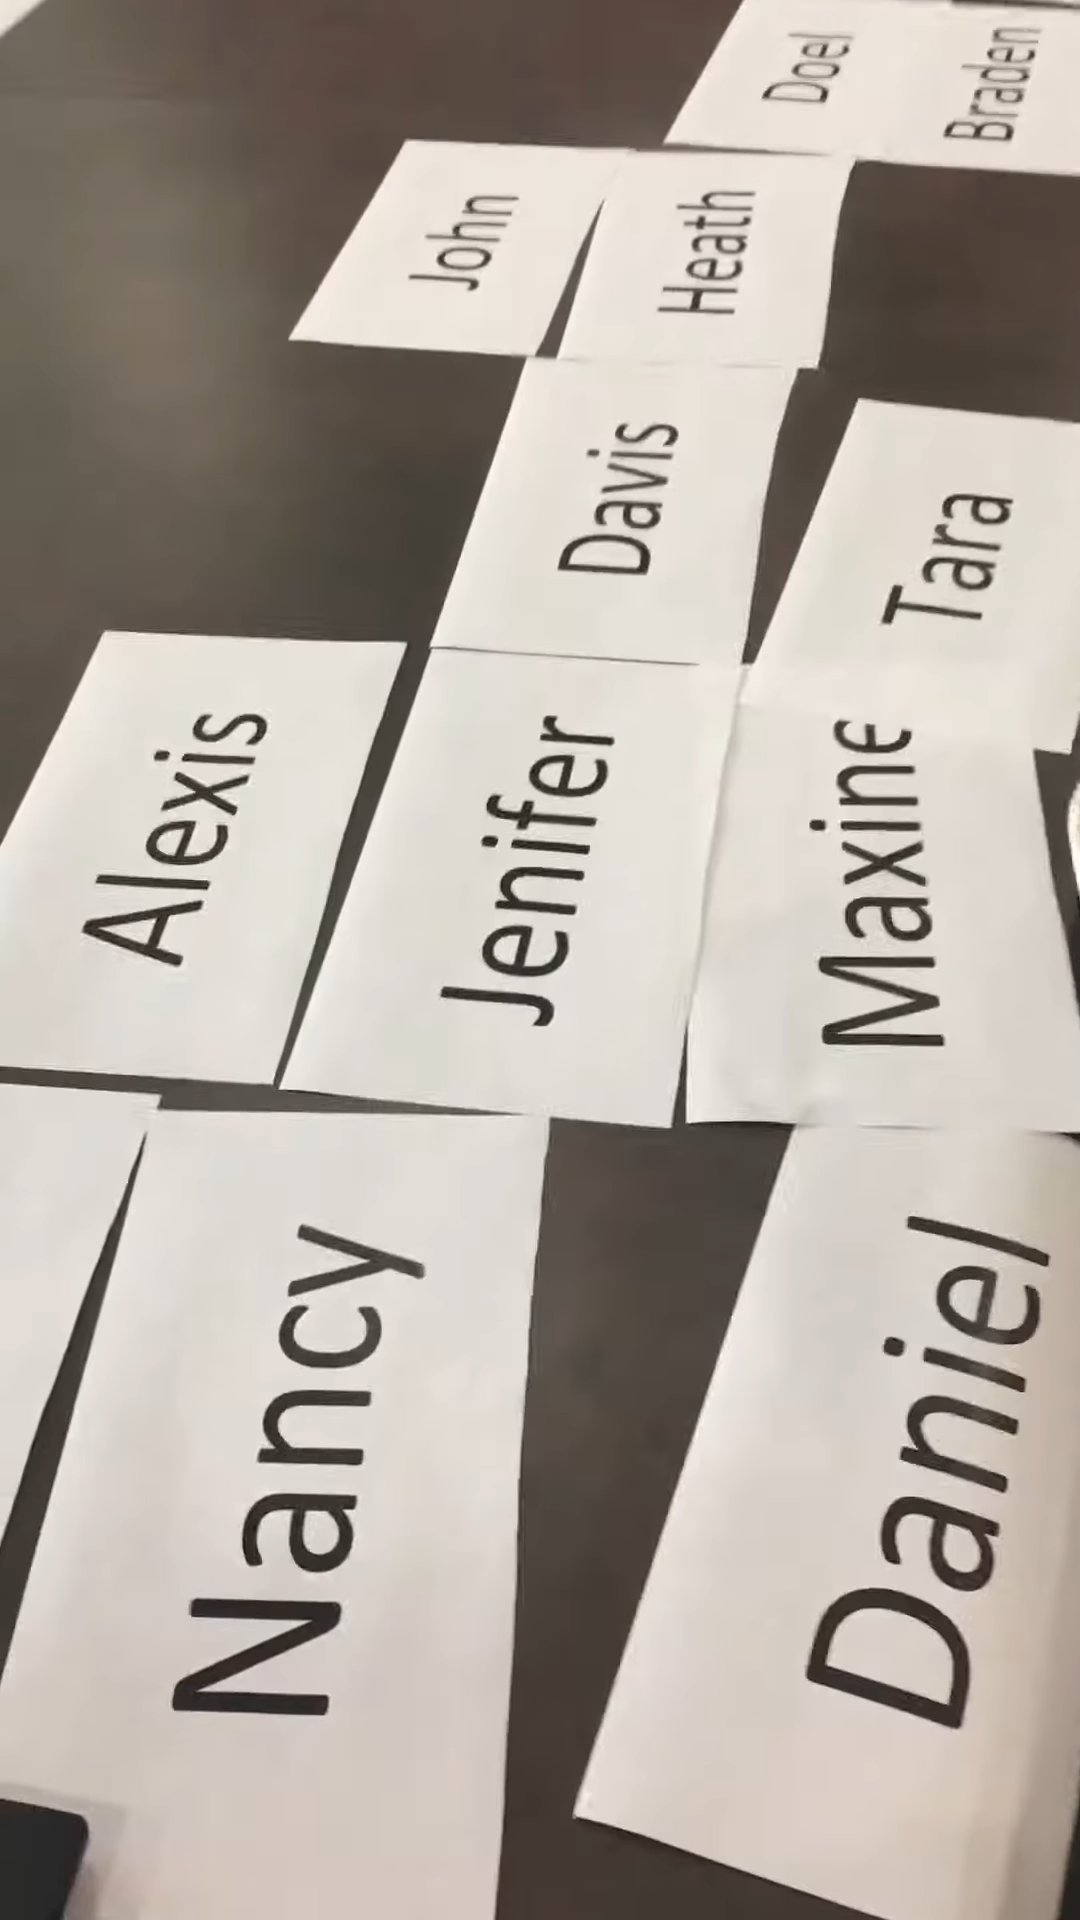 Doel
Braden
John
Heath
Davis
Tara
Alexis
Jenifer
Maxine
Nancy
Daniel